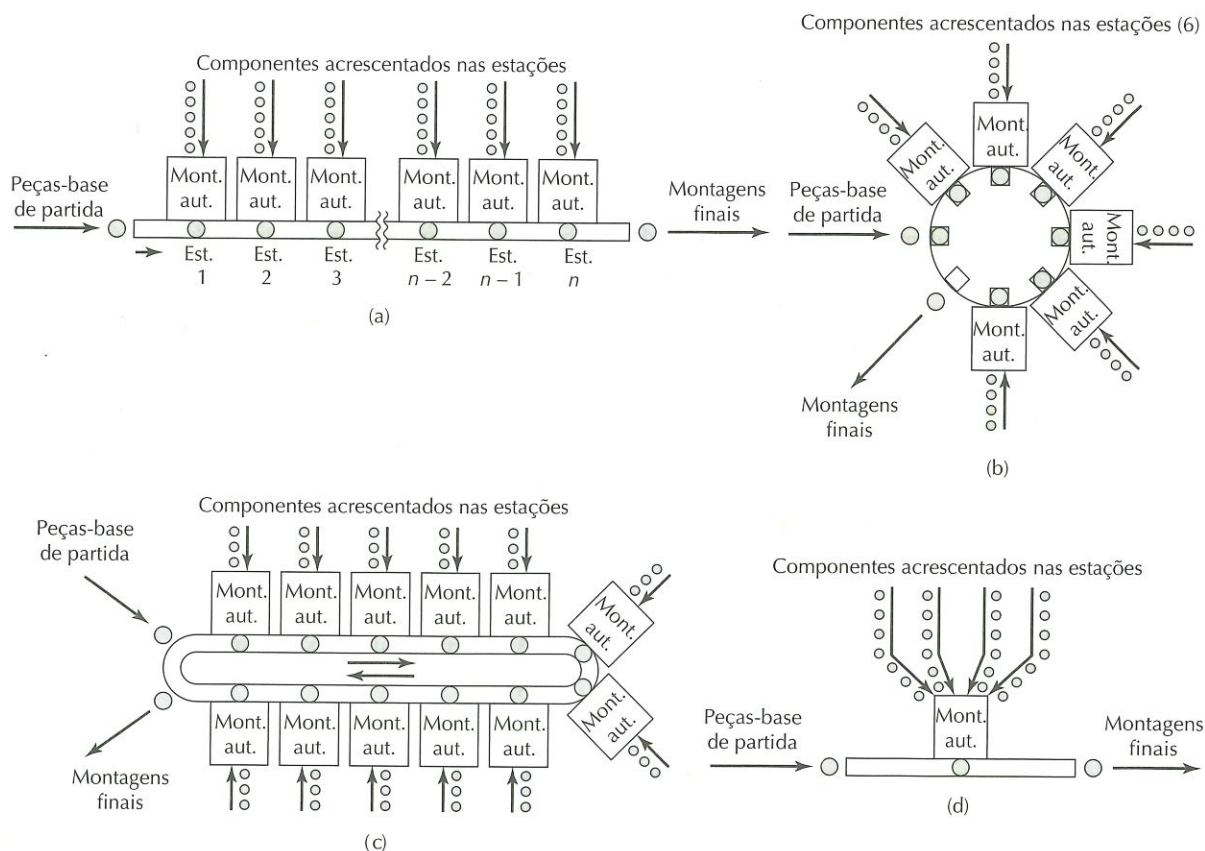 Componentes acrescentados nas estações
Mont.
aut.
Mont.
aut.
Mont.
aut.
Mont.
aut.
Mont.
aut.
Mont.
aut.
Peças-base
de partida
Montagens
finais
Est.
1
Est.
2
Est.
3
Est.
n – 2
Est.
n – 1
Est.
n
(a)
Componentes acrescentados nas estações (6)
Mont.
aut.
Mont.
aut.
Mont.
aut.
Mont.
aut.
Mont.
aut.
Mont.
aut.
Peças-base
de partida
Montagens
finais
(b)
Componentes acrescentados nas estações
Peças-base
de partida
Mont.
aut.
Mont.
aut.
Mont.
aut.
Mont.
aut.
Mont.
aut.
Mont.
aut.
Mont.
aut.
Mont.
aut.
Mont.
aut.
Mont.
aut.
Mont.
aut.
Mont.
aut.
Montagens
finais
(c)
Componentes acrescentados nas estações
Mont.
aut.
Peças-base
de partida
Montagens
finais
(d)